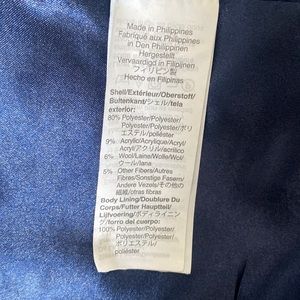 Made in Philippines
Fabriqué aux Philippines
in Den Philippinen
Hergestellt
Vervaardigd in Filipijnen
フィリピン製
Hecho en Filipinas
Shell/Extérieur/Oberstoff/
Buitenkant/シェル/tela
exterior:
80% Polyester/Polyester/
Polyester/Polyester/ポリ
エステル/poliéster
9% Acrylic/Acrylique/Acryl/
Acryl/アクリル/acrílico
6% Wool/Laine/Wolle/Wol/
ウール/lana
5% Other Fibers/Autres
Fibres/Sonstige Fasern/
Andere Vezels/その他の
繊維/otras fibras
Body Lining/Doublure Du
Corps/Futter Hauptteil/
Lijfvoering/ボディライニン
グ/forro del cuerpo:
100% Polyester/Polyester/
Polyester/Polyester/
ポリエステル/
poliéster